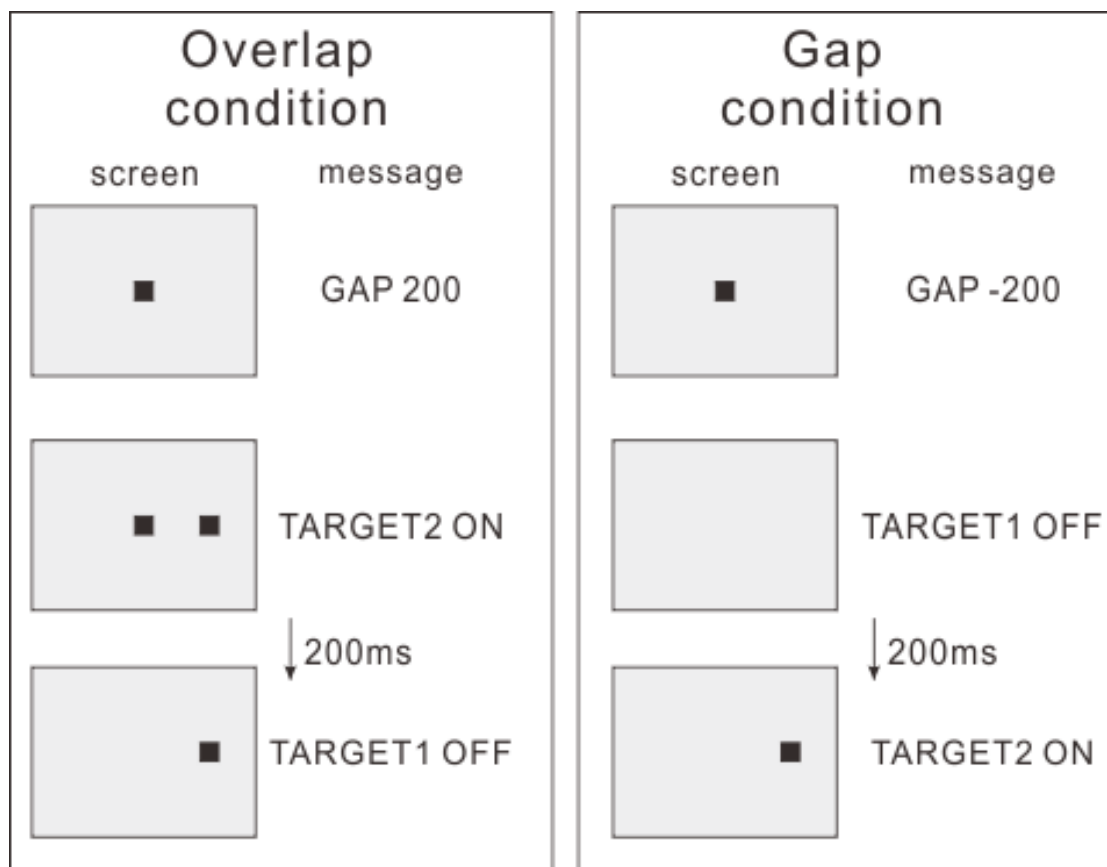 Overlap
condition
screen message
GAP 200
TARGET2 ON
200ms
TARGET1 OFF
Gap
condition
screen message
GAP -200
TARGET1 OFF
200ms
TARGET2 ON